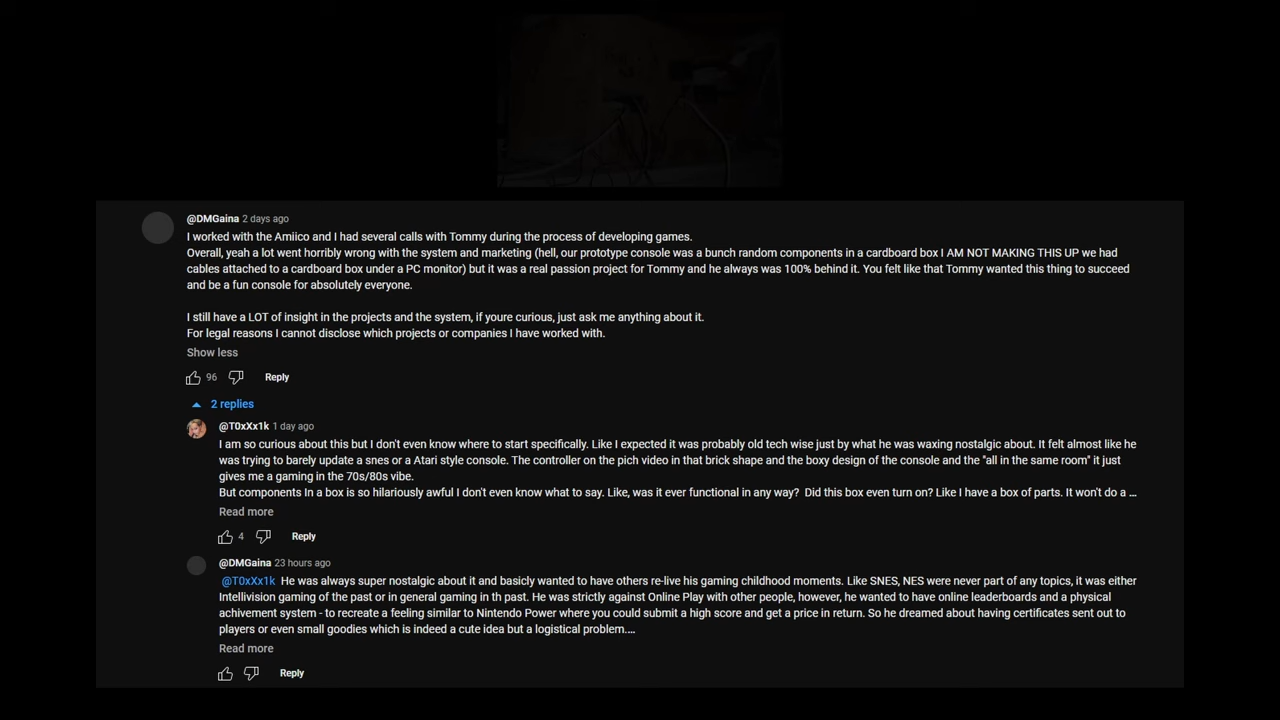 @DMGaina 2 days ago
I worked with the Amiico and I had several calls with Tommy during the process of developing games.
Overall, yeah a lot went horribly wrong with the system and marketing (hell, our prototype console was a bunch random components in a cardboard box I AM NOT MAKING THIS UP we had
cables attached to a cardboard box under a PC monitor) but it was a real passion project for Tommy and he always was 100% behind it. You felt like that Tommy wanted this thing to succeed
and be a fun console for absolutely everyone.
I still have a LOT of insight in the projects and the system, if youre curious, just ask me anything about it.
For legal reasons I cannot disclose which projects or companies I have worked with.
Show less
96 Reply
2 replies
@T0xXx1k 1 day ago
I am so curious about this but I don't even know where to start specifically. Like I expected it was probably old tech wise just by what he was waxing nostalgic about. It felt almost like he
was trying to barely update a snes or a Atari style console. The controller on the pich video in that brick shape and the boxy design of the console and the "all in the same room" it just
gives me a gaming in the 70s/80s vibe.
But components In a box is so hilariously awful I don't even know what to say. Like, was it ever functional in any way?  Did this box even turn on? Like I have a box of parts. It won't do a ...
Read more
4 Reply
@DMGaina 23 hours ago
@T0xXx1k He was always super nostalgic about it and basicly wanted to have others re-live his gaming childhood moments. Like SNES, NES were never part of any topics, it was either
Intellivision gaming of the past or in general gaming in th past. He was strictly against Online Play with other people, however, he wanted to have online leaderboards and a physical
achivement system - to recreate a feeling similar to Nintendo Power where you could submit a high score and get a price in return. So he dreamed about having certificates sent out to
players or even small goodies which is indeed a cute idea but a logistical problem....
Read more
Reply